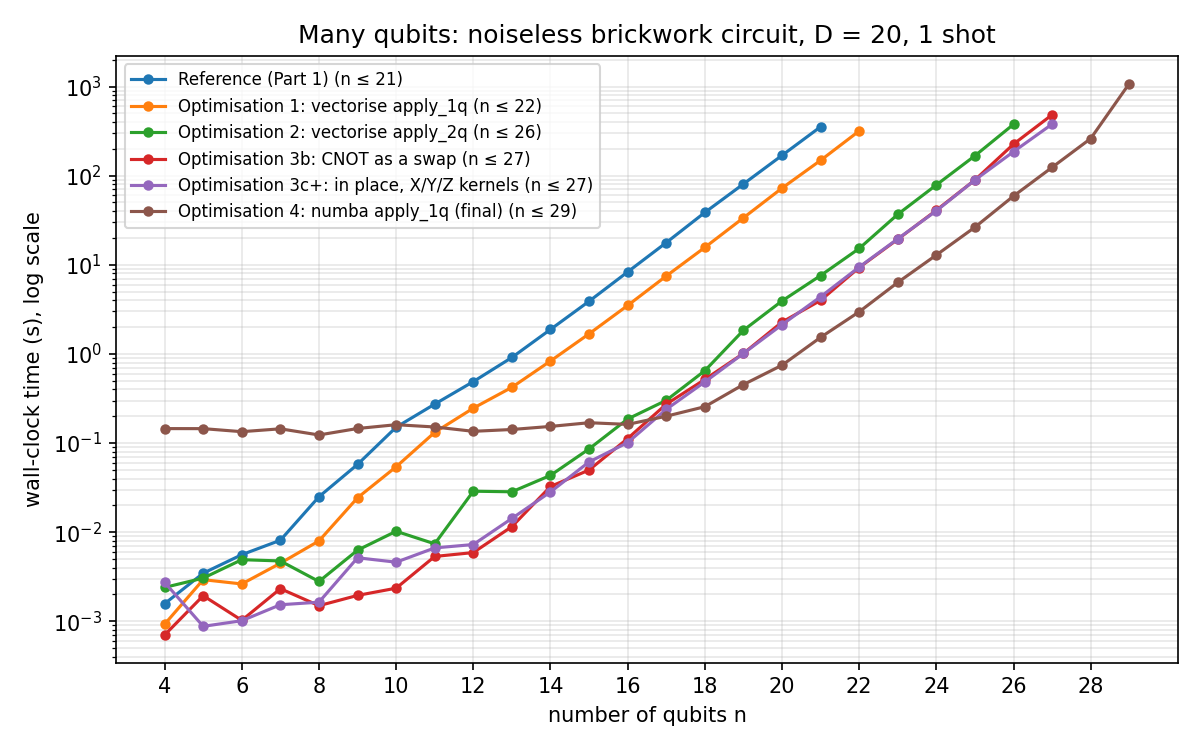 Many qubits: noiseless brickwork circuit, D = 20, 1 shot
Reference (Part 1) (n ≤ 21)
Optimisation 1: vectorise apply_1q (n ≤ 22)
Optimisation 2: vectorise apply_2q (n ≤ 26)
Optimisation 3b: CNOT as a swap (n ≤ 27)
Optimisation 3c+: in place, X/Y/Z kernels (n ≤ 27)
Optimisation 4: numba apply_1q (final) (n ≤ 29)
wall-clock time (s), log scale
10³
10²
10¹
10⁰
10⁻¹
10⁻²
10⁻³
4 6 8 10 12 14 16 18 20 22 24 26 28
number of qubits n